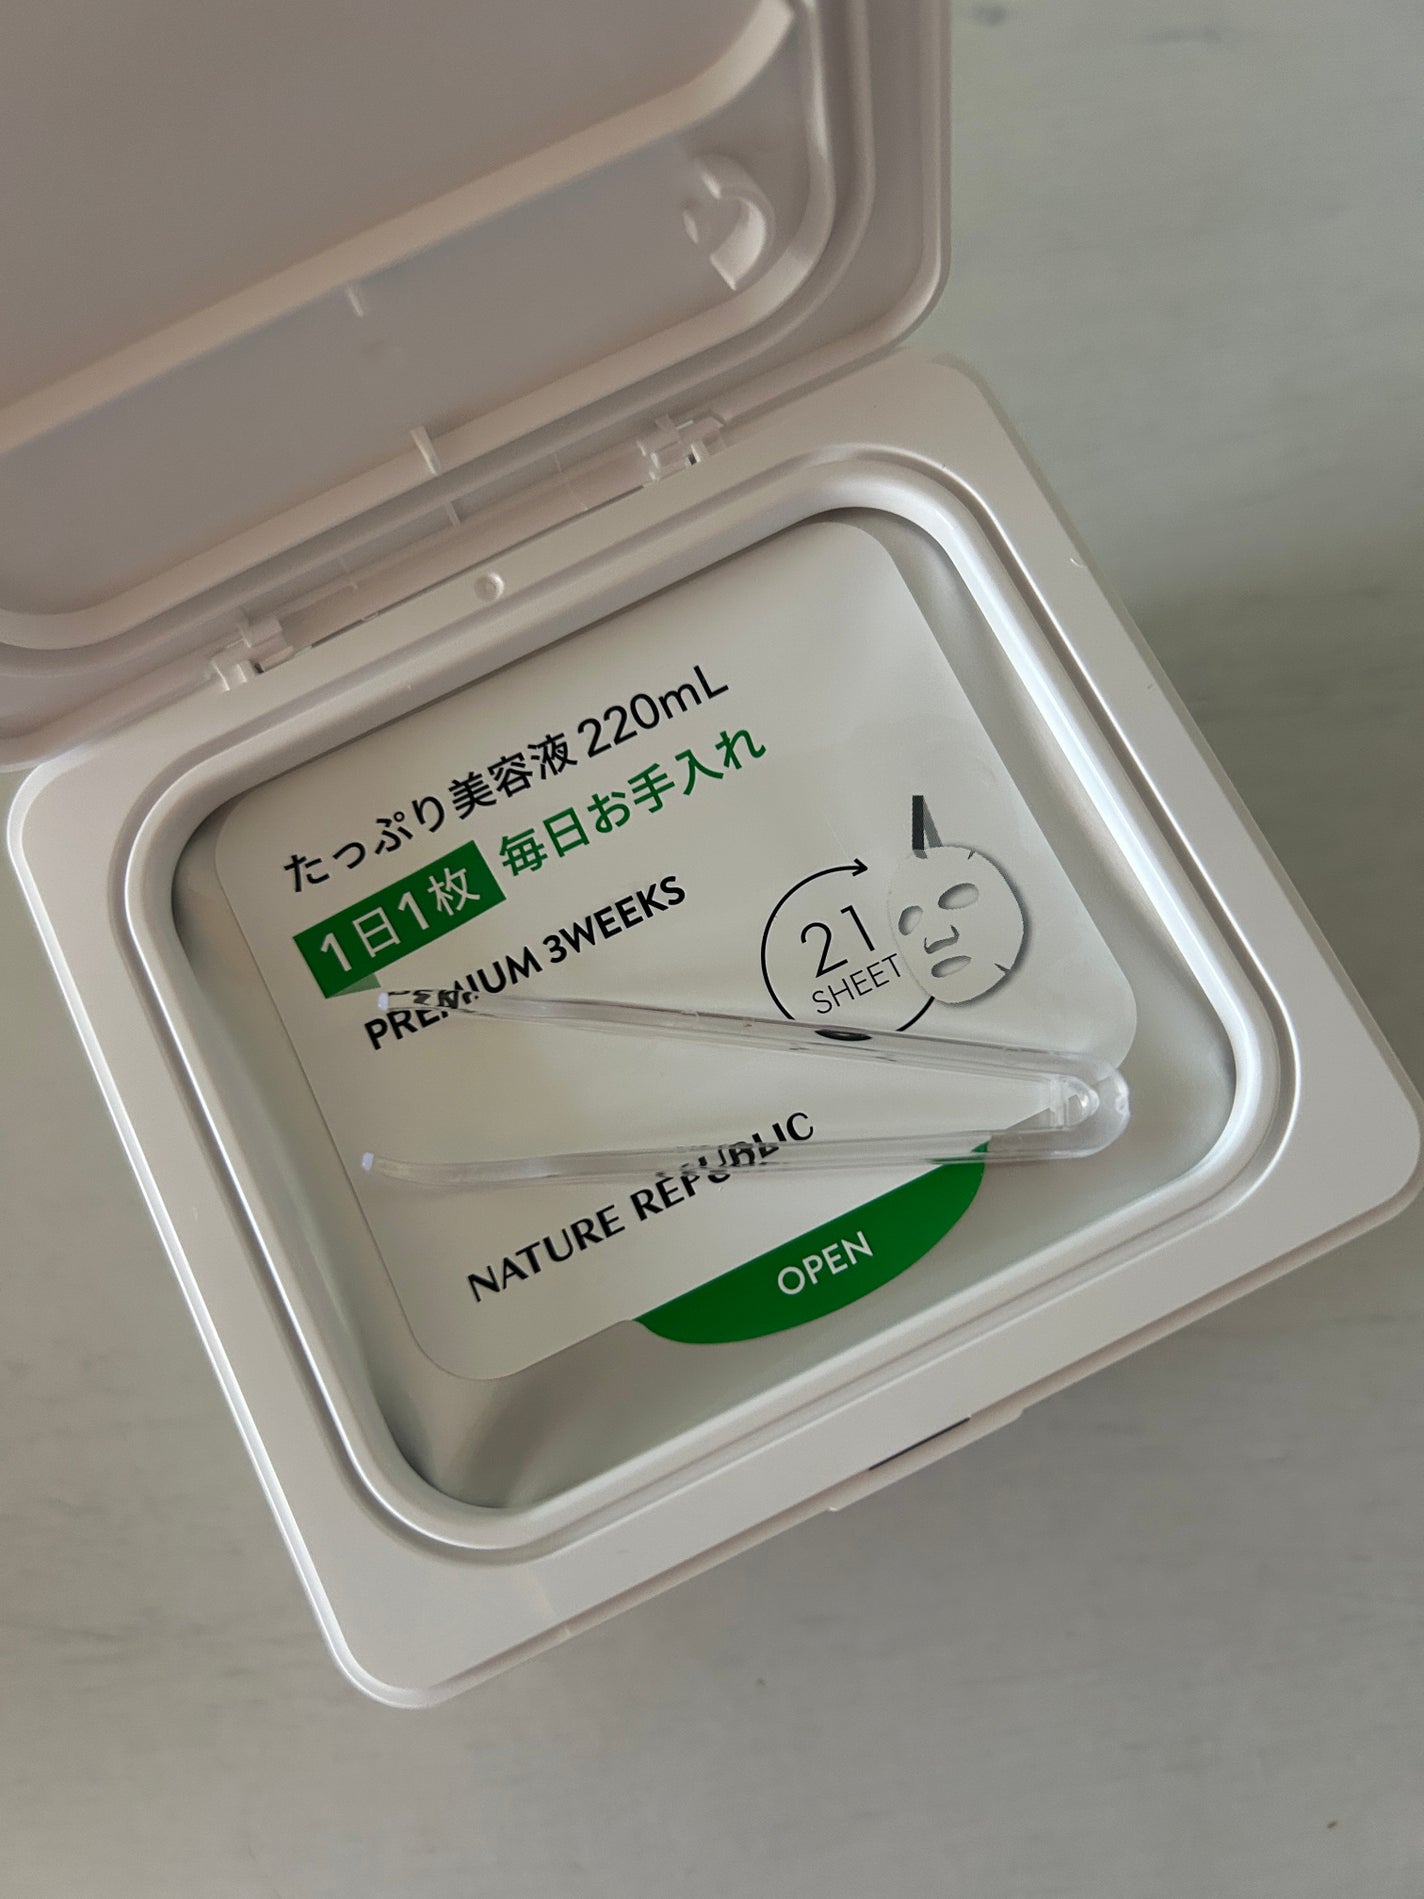 たっぷり美容液 220mL
1日1枚 毎日お手入れ
PREMIUM 3WEEKS
21
SHEET
NATURE REPUBLIC
OPEN